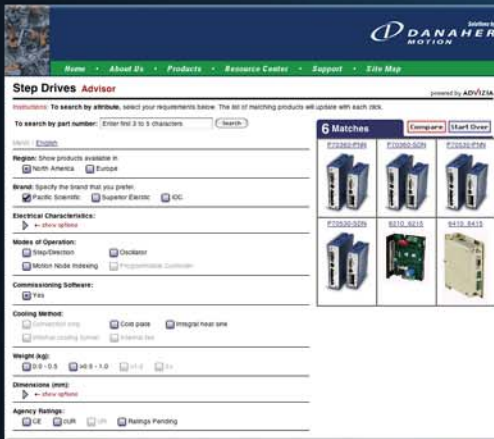 Solutions by
DANAHER
MOTION
Home • About Us • Products • Resource Center • Support • Site Map
Step Drives Advisor
powered by ADVIZIA
Instructions: To search by attribute, select your requirements below. The list of matching products will update with each click.
To search by part number: Enter first 3 to 5 characters Search
6 Matches Compare Start Over
English
P70360-PNN P70360-SDN P70530-PNN
Region: Show products available in
North America Europe
Brand: Specify the brand that you prefer.
Pacific Scientific Superior Electric IDC
Electrical Characteristics:
show options
P70530-SDN 6210, 6215 6410, 6415
Modes of Operation:
Step/Direction Oscillator
Motion Node Indexing Programmable Controller
Commissioning Software:
Yes
Cooling Method:
Convection only Cold plate Integral heat sink
Internal cooling tunnel Internal fan
Weight (kg):
0.0 - 0.5 >0.5 - 1.0
Dimensions (mm):
show options
Agency Ratings:
CE cUR UR Ratings Pending